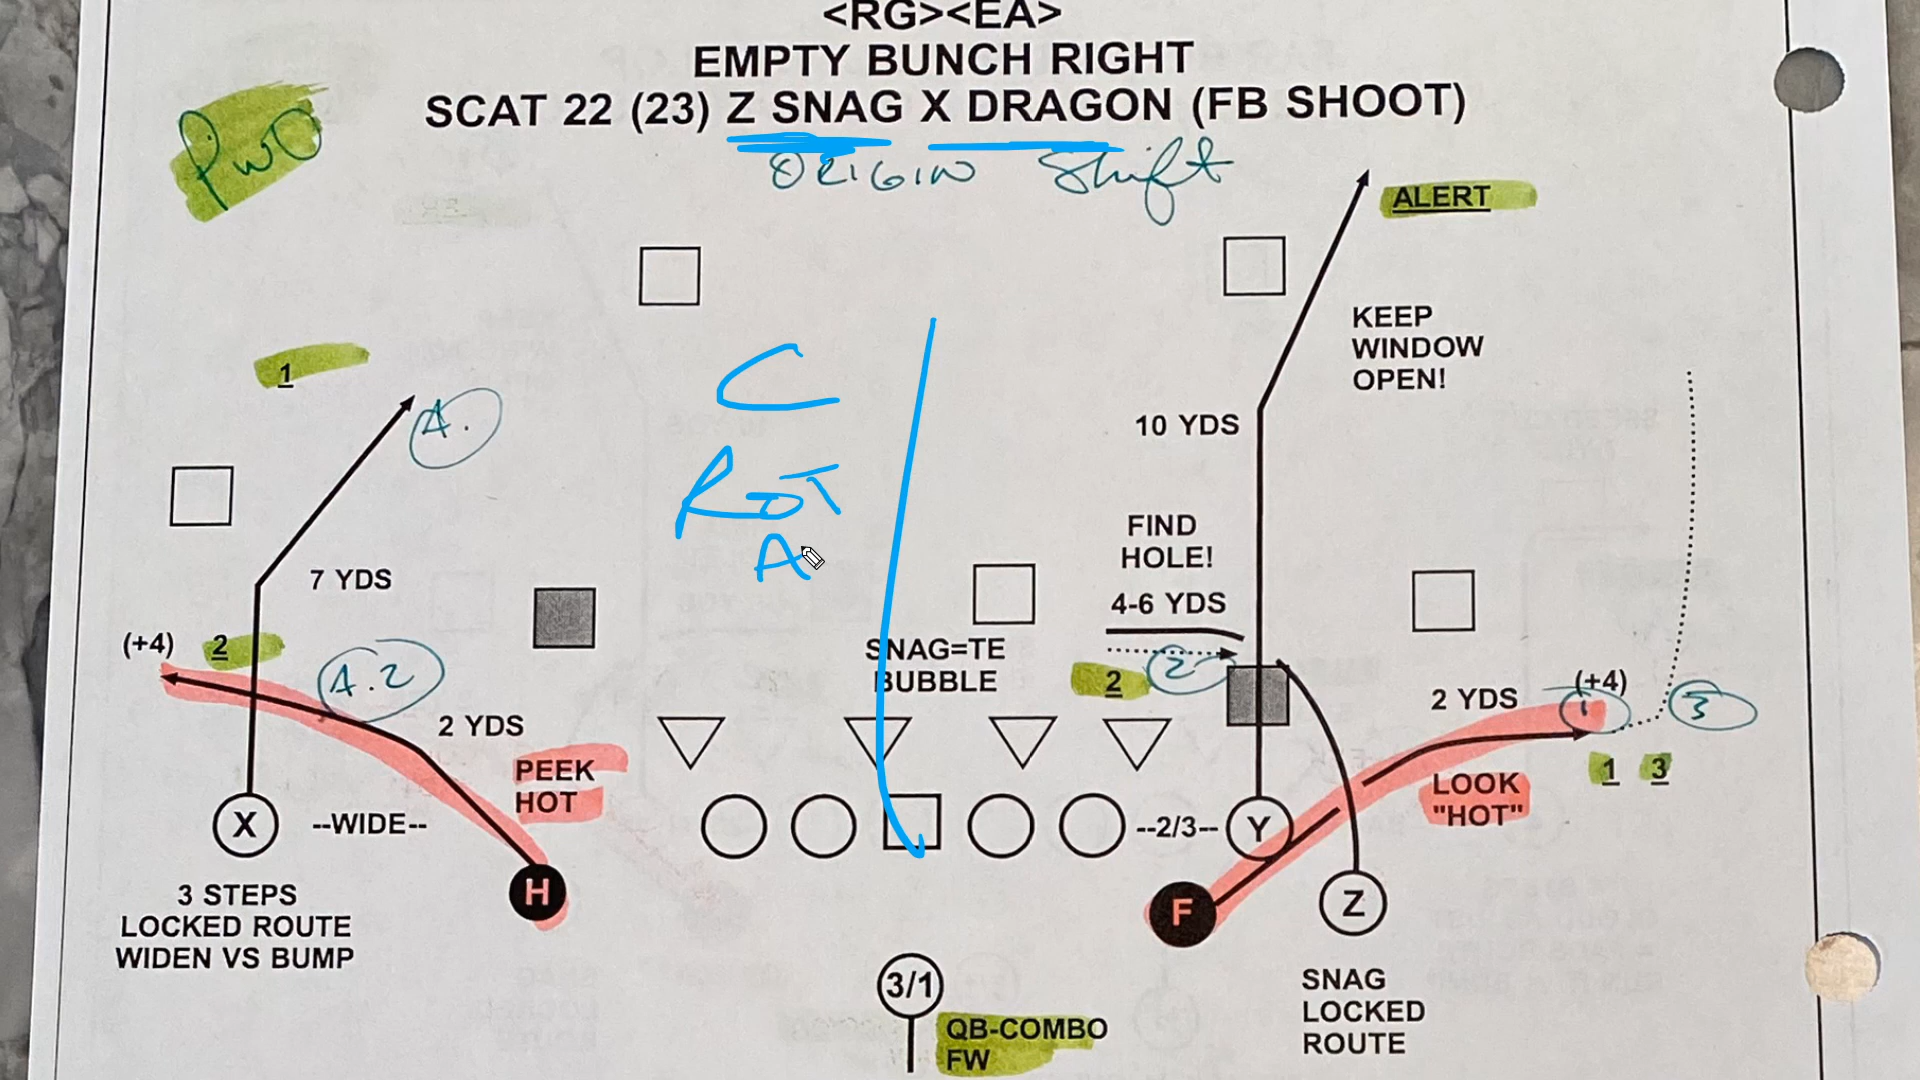 <RG><EA>
EMPTY BUNCH RIGHT
SCAT 22 (23) Z SNAG X DRAGON (FB SHOOT)
PWO
ORIGIN Shift
ALERT
KEEP
WINDOW
OPEN!
1
C
A.
10 YDS
ROT
FIND
HOLE!
A
7 YDS
4-6 YDS
(+4) 2
SNAG=TE
BUBBLE
A.2
2 2
2 YDS (+4)
1 3
2 YDS
PEEK
HOT
1 3
LOOK
"HOT"
X --WIDE--
--2/3-- Y
3 STEPS
LOCKED ROUTE
WIDEN VS BUMP
H
F
Z
3/1
SNAG
LOCKED
ROUTE
QB-COMBO
FW